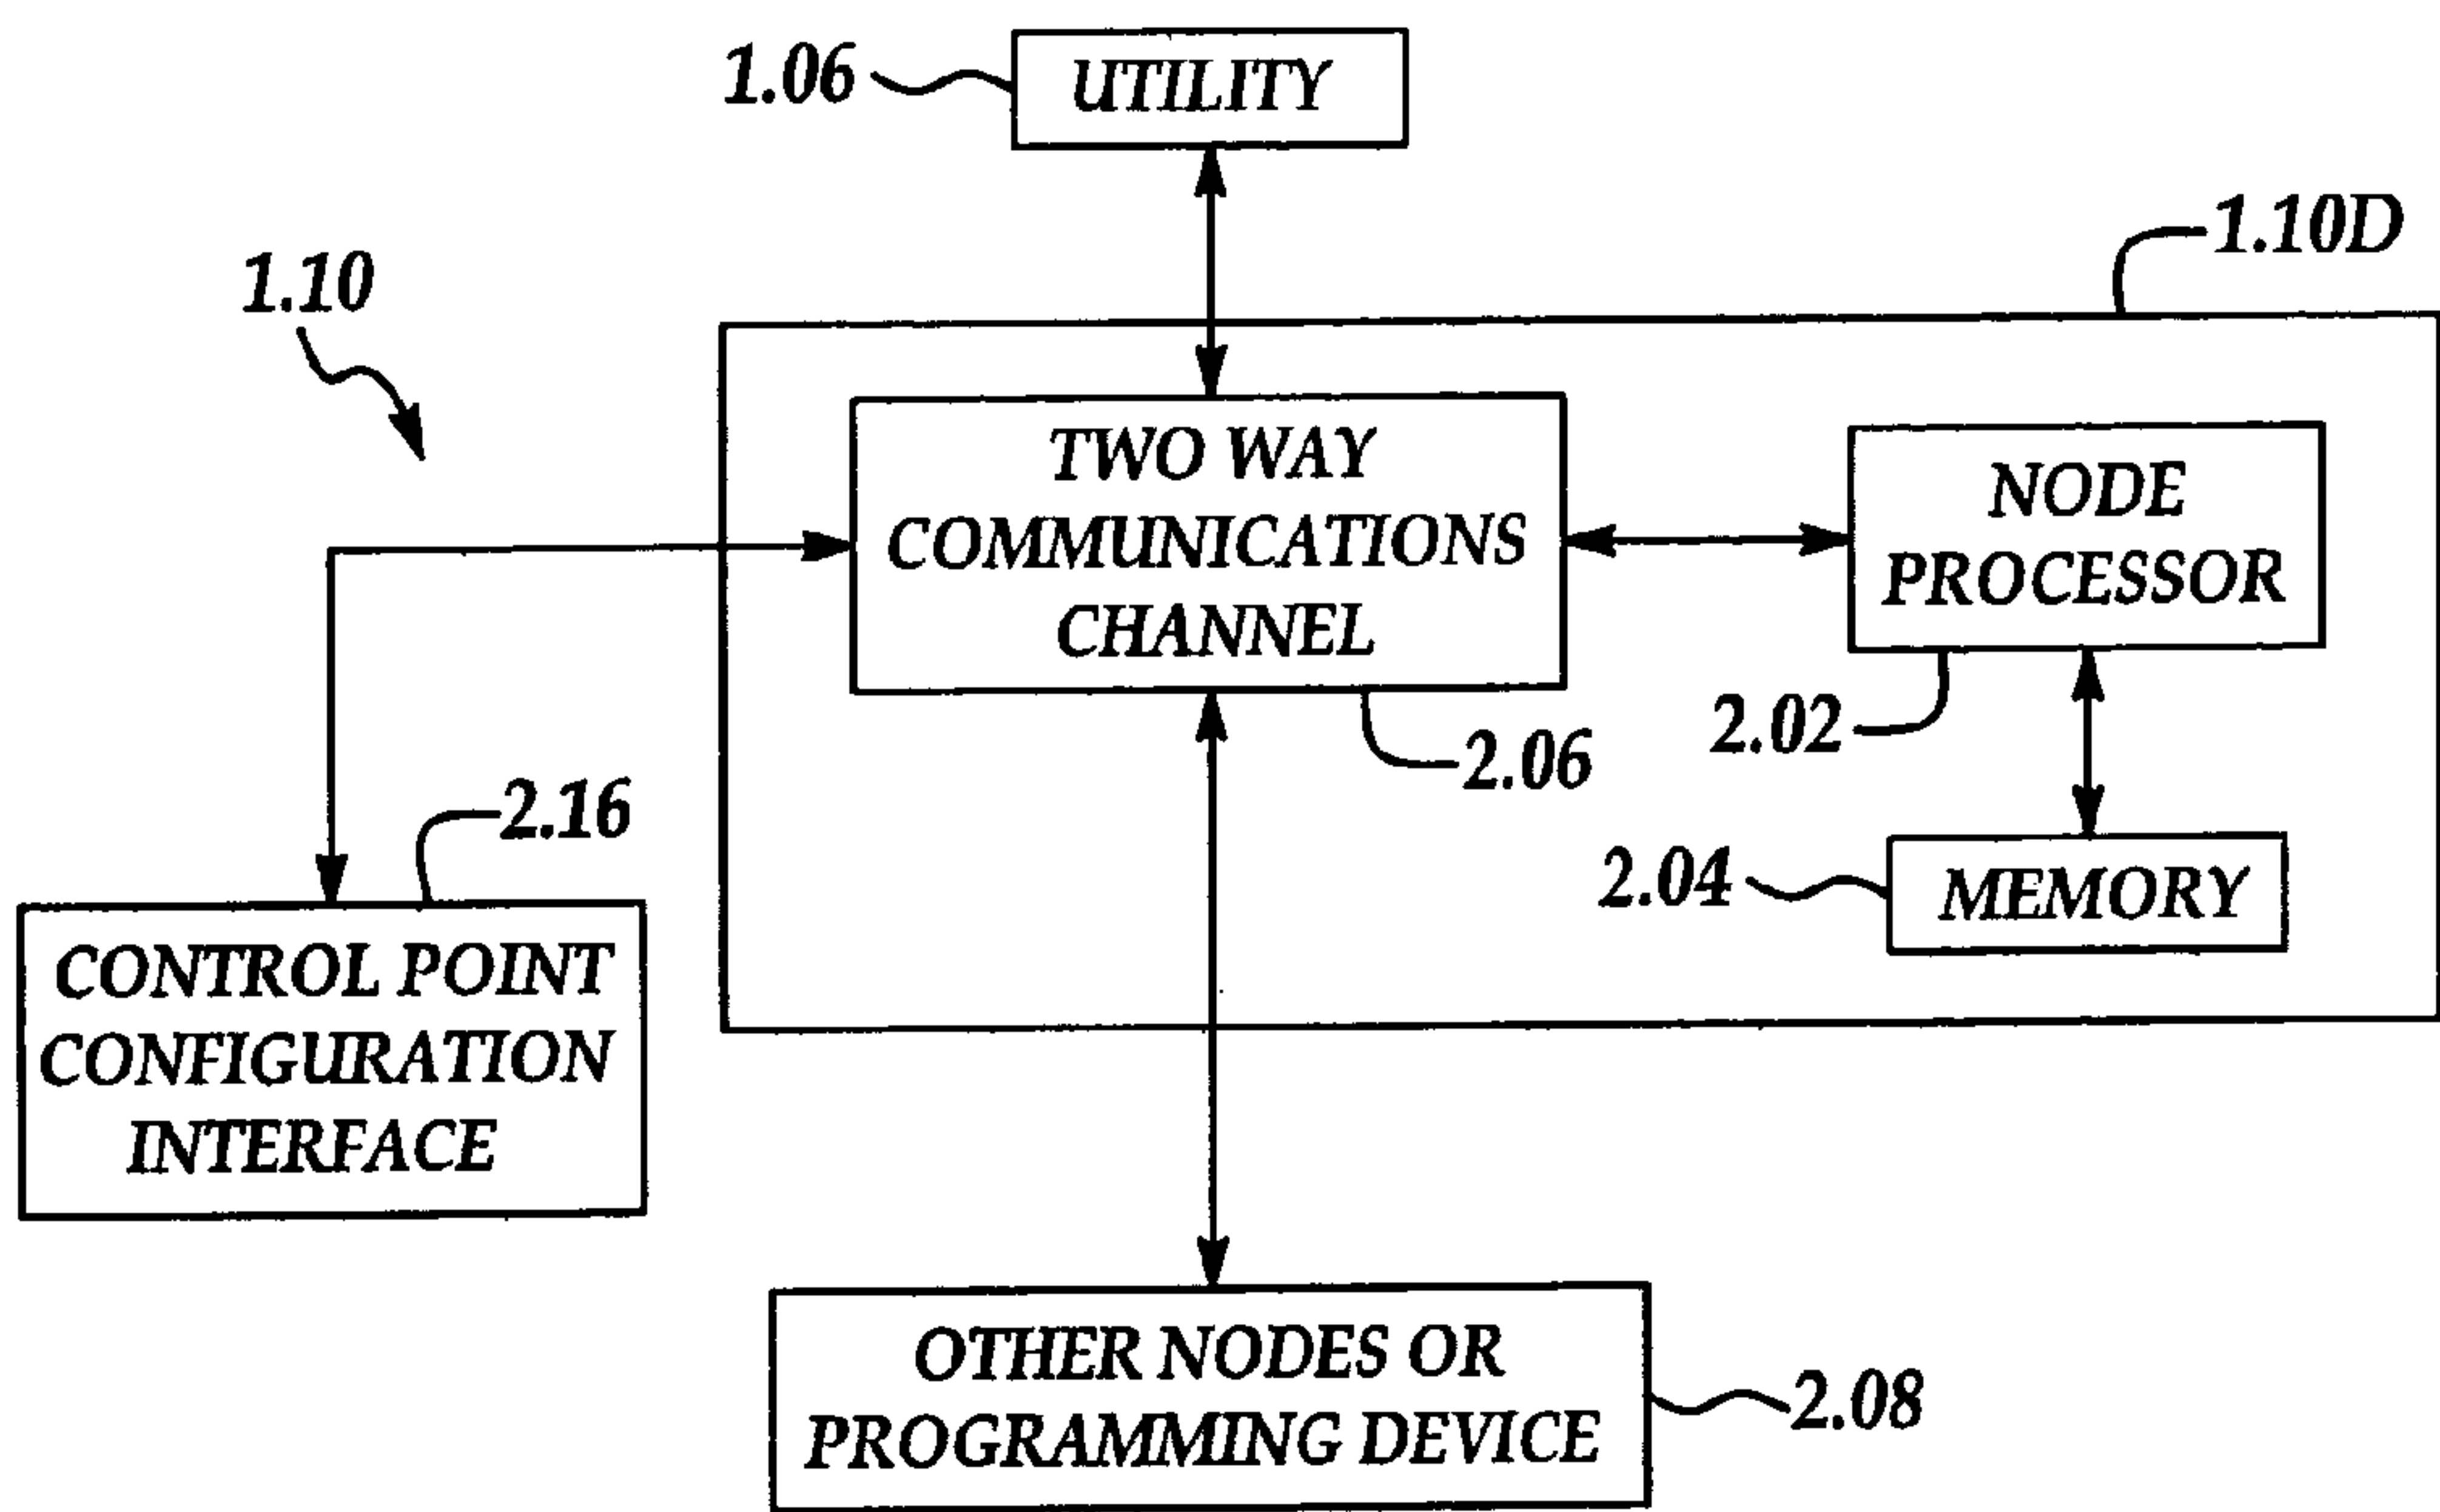 1.06
UTILITY
1.10D
1.10
TWO WAY
COMMUNICATIONS
CHANNEL
NODE
PROCESSOR
2.02
2.06
2.16
2.04
MEMORY
CONTROL POINT
CONFIGURATION
INTERFACE
OTHER NODES OR
PROGRAMMING DEVICE
2.08